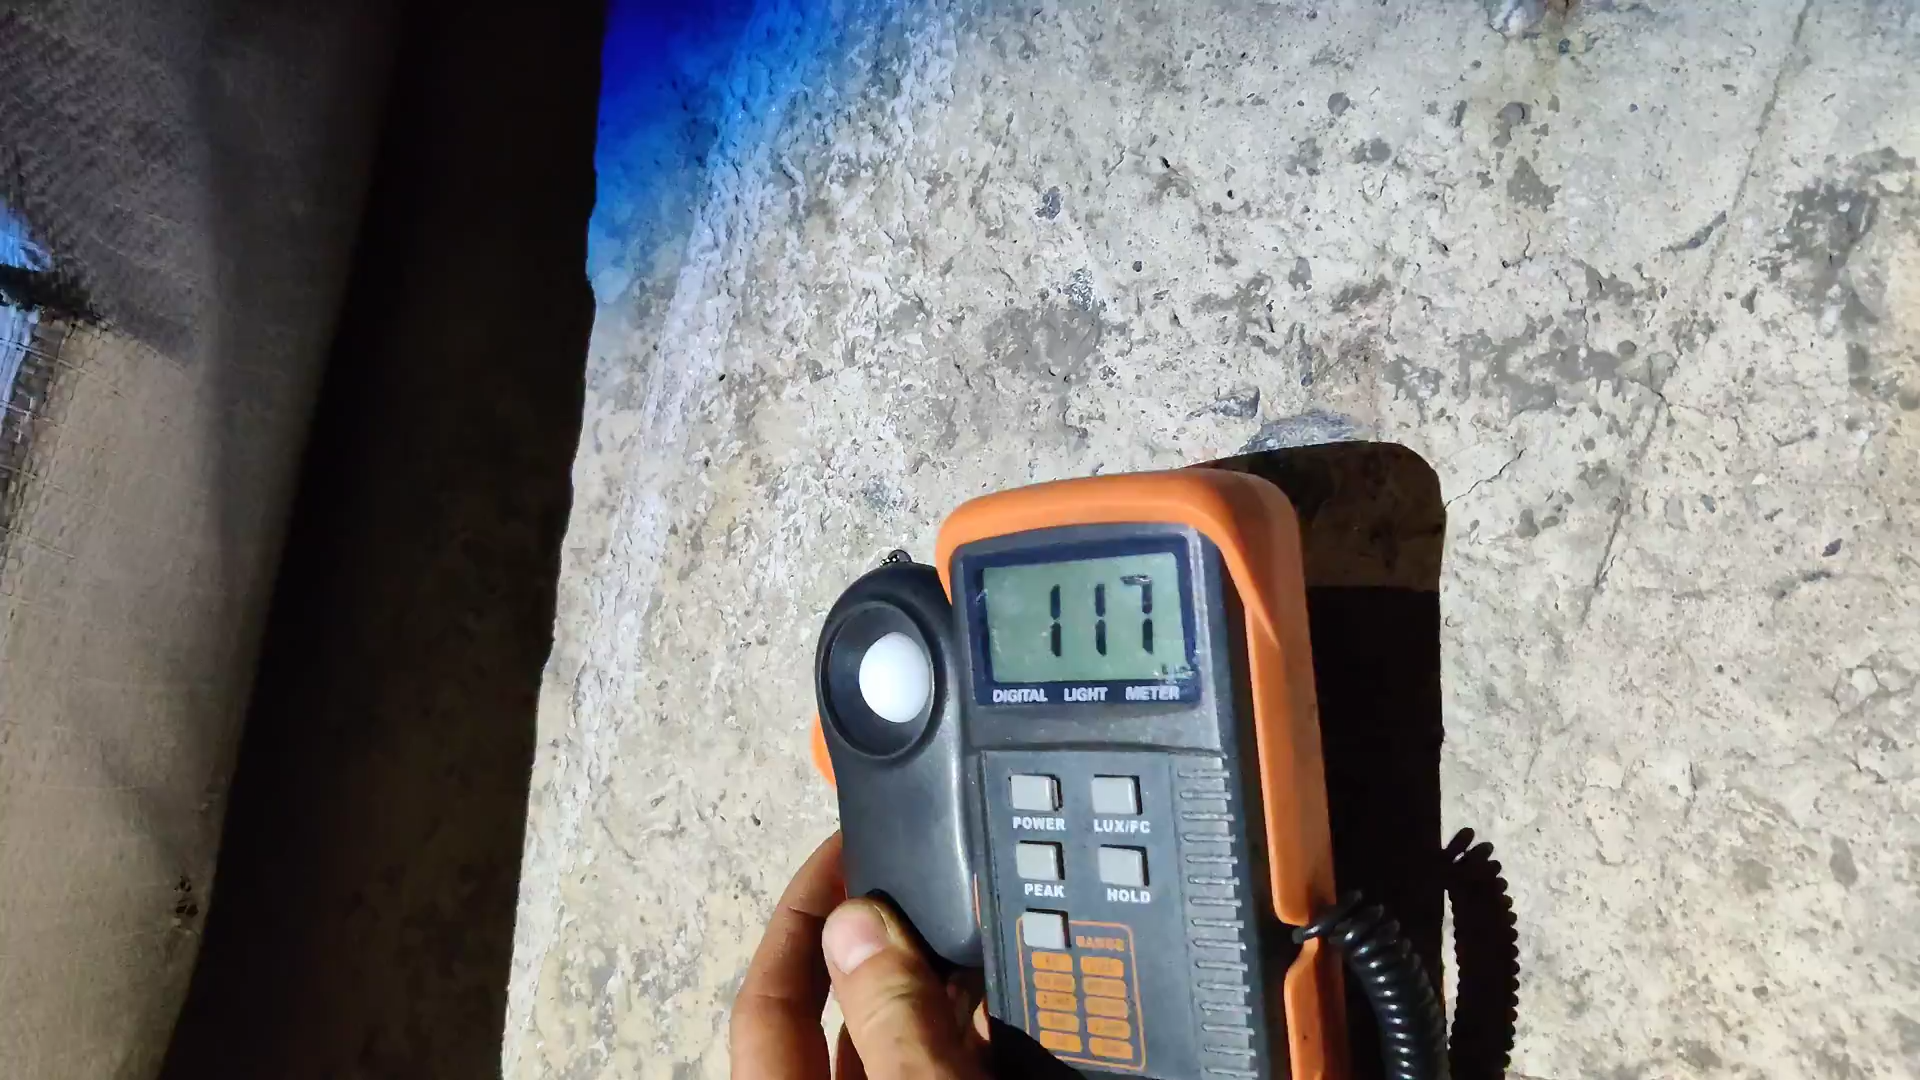 117
DIGITAL LIGHT METER
POWER LUX/FC
PEAK HOLD
RANGE